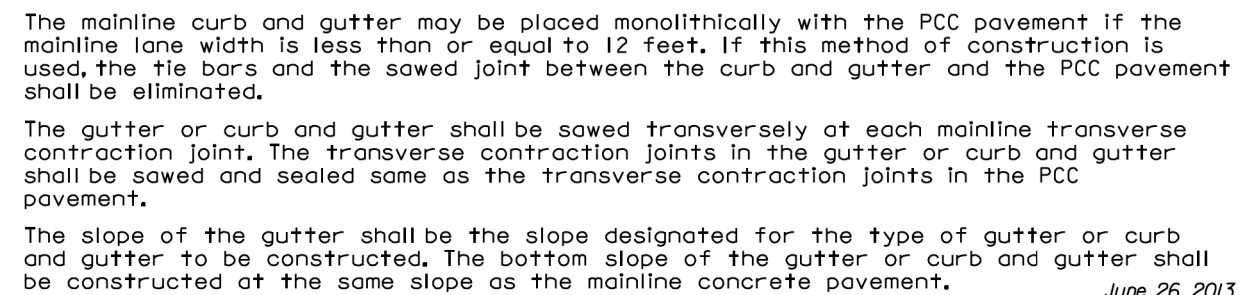 The mainline curb and gutter may be placed monolithically with the PCC pavement if the
mainline lane width is less than or equal to 12 feet. If this method of construction is
used, the tie bars and the sawed joint between the curb and gutter and the PCC pavement
shall be eliminated.
The gutter or curb and gutter shall be sawed transversely at each mainline transverse
contraction joint. The transverse contraction joints in the gutter or curb and gutter
shall be sawed and sealed same as the transverse contraction joints in the PCC
pavement.
The slope of the gutter shall be the slope designated for the type of gutter or curb
and gutter to be constructed. The bottom slope of the gutter or curb and gutter shall
be constructed at the same slope as the mainline concrete pavement.
June 26, 2013